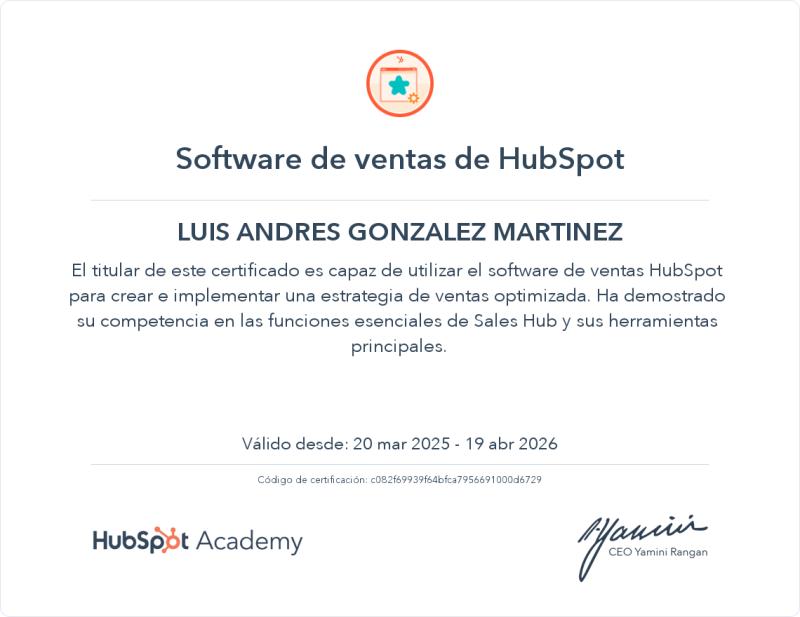 Software de ventas de HubSpot
LUIS ANDRES GONZALEZ MARTINEZ
El titular de este certificado es capaz de utilizar el software de ventas HubSpot
para crear e implementar una estrategia de ventas optimizada. Ha demostrado
su competencia en las funciones esenciales de Sales Hub y sus herramientas
principales.
Válido desde: 20 mar 2025 - 19 abr 2026
Código de certificación: c082f69939f64bfca7956691000d6729
HubSpot Academy
Yamini
CEO Yamini Rangan